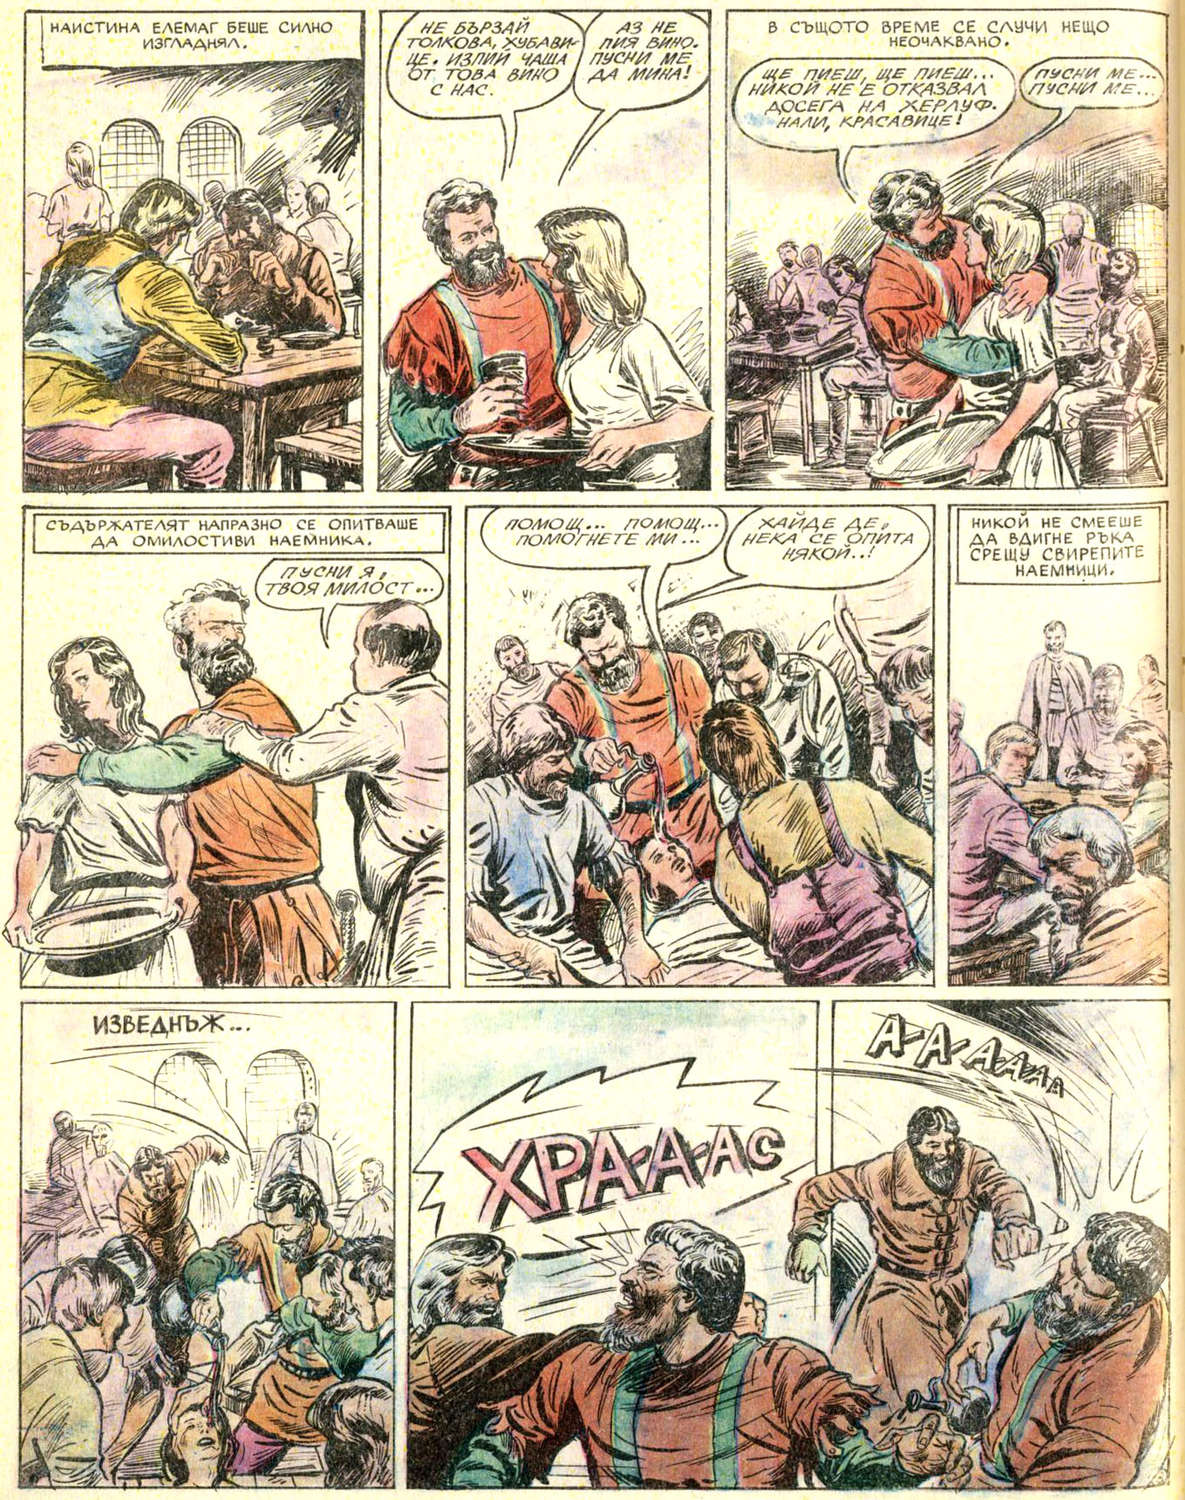 НАИСТИНА ЕЛЕМАГ БЕШЕ СИЛНО
ИЗГЛАДНЯЛ.
НЕ БЪРЗАЙ
ТОЛКОВА, ХУБАВИ-
ЦЕ. ИЗПИЙ ЧАША
ОТ ТОВА ВИНО
С НАС.
АЗ НЕ
ПИЯ ВИНО.
ПУСНИ МЕ
ДА МИНА!
В СЪЩОТО ВРЕМЕ СЕ СЛУЧИ НЕЩО
НЕОЧАКВАНО.
ЩЕ ПИЕШ, ЩЕ ПИЕШ...
НИКОЙ НЕ Е ОТКАЗВАЛ
ДОСЕГА НА ХЕРЛУФ.
НАЛИ, КРАСАВИЦЕ!
ПУСНИ МЕ...
ПУСНИ МЕ...
СЪДЪРЖАТЕЛЯТ НАПРАЗНО СЕ ОПИТВАШЕ
ДА ОМИЛОСТИВИ НАЕМНИКА.
ПУСНИ Я,
ТВОЯ МИЛОСТ...
ПОМОЩ... ПОМОЩ...
ПОМОГНЕТЕ МИ...
ХАЙДЕ ДЕ,
НЕКА СЕ ОПИТА
НЯКОЙ..!
НИКОЙ НЕ СМЕЕШЕ
ДА ВДИГНЕ РЪКА
СРЕЩУ СВИРЕПИТЕ
НАЕМНИЦИ.
ИЗВЕДНЪЖ...
ХРА-А-АС
А-А-АААА